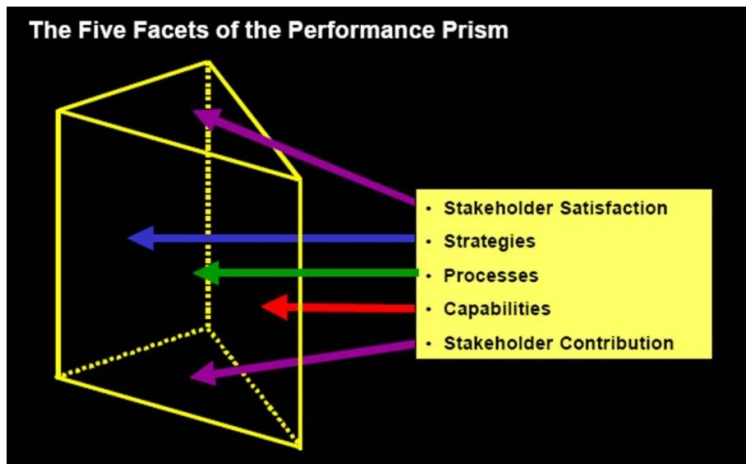 The Five Facets of the Performance Prism
• Stakeholder Satisfaction
• Strategies
• Processes
• Capabilities
• Stakeholder Contribution